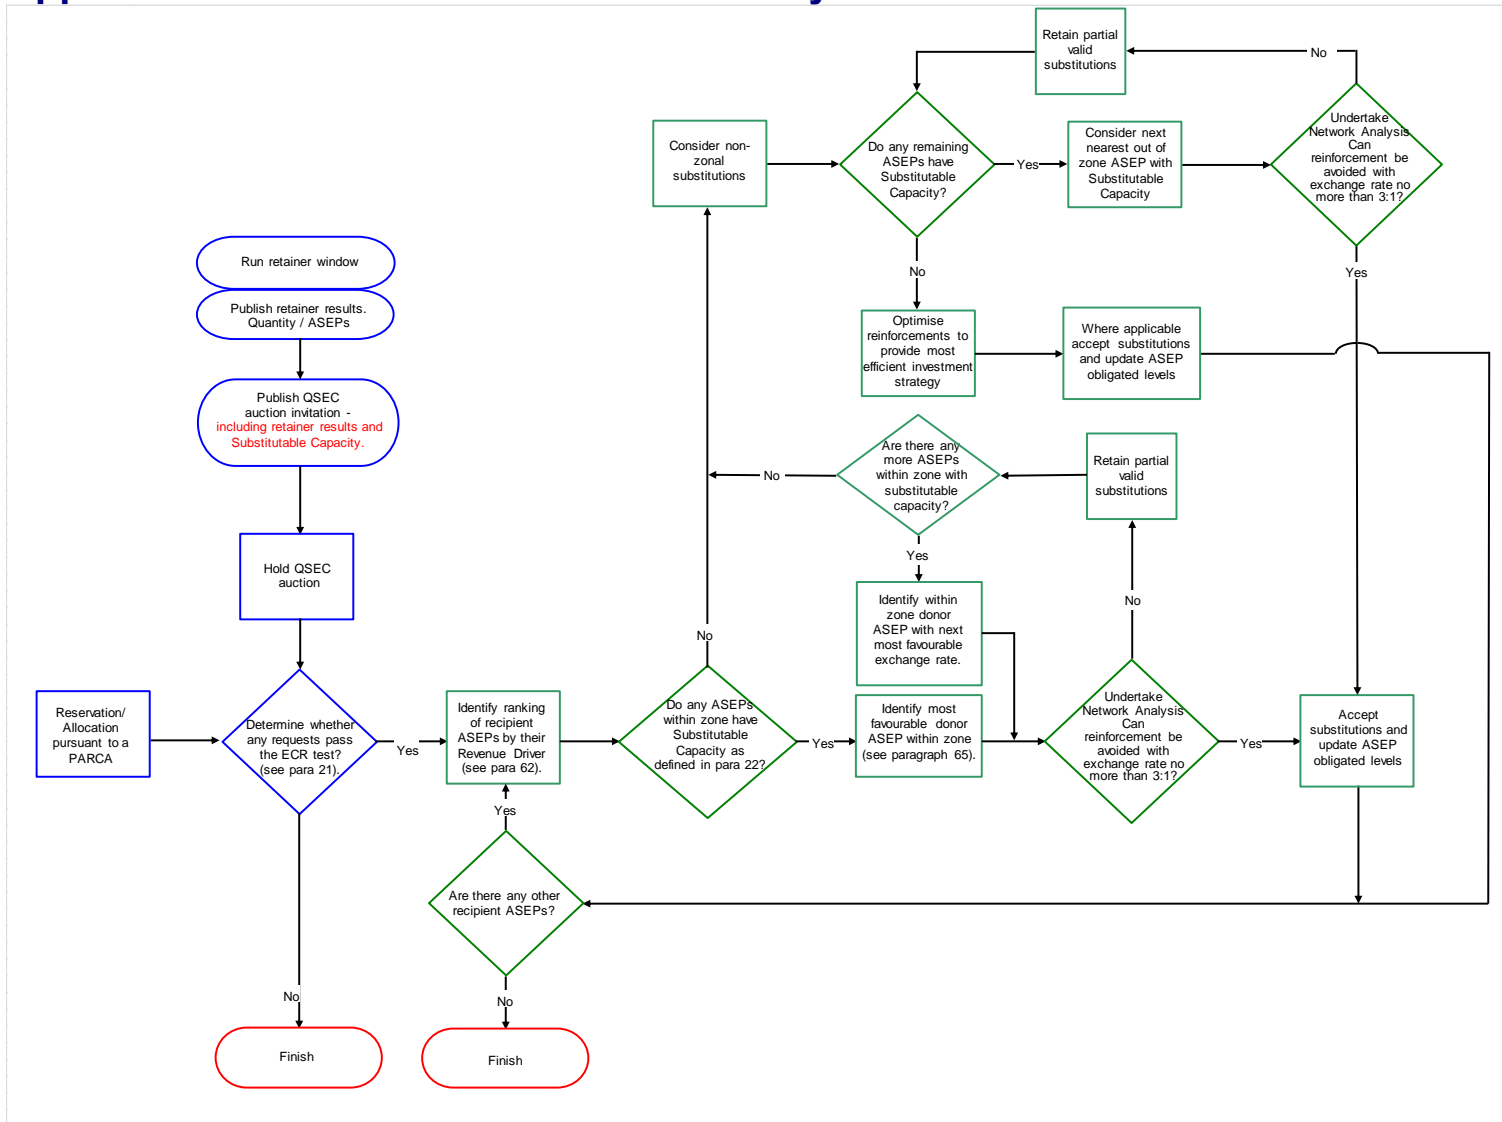 Retain partial
valid
substitutions
No
Undertake
Network Analysis
Can
reinforcement be
avoided with
exchange rate no
more than 3:1?
Consider non-
zonal
substitutions
Do any remaining
ASEPs have
Substitutable
Capacity?
Yes
Consider next
nearest out of
zone ASEP with
Substitutable
Capacity
Run retainer window
Publish retainer results.
Quantity / ASEPs
No
Yes
Optimise
reinforcements to
provide most
efficient investment
strategy
Where applicable
accept substitutions
and update ASEP
obligated levels
Publish QSEC
auction invitation -
including retainer results and
Substitutable Capacity.
Are there any
more ASEPs
within zone with
substitutable
capacity?
No
Retain partial
valid
substitutions
Hold QSEC
auction
Yes
Identify within
zone donor
ASEP with next
most favourable
exchange rate.
No
No
Reservation/
Allocation
pursuant to a
PARCA
Determine whether
any requests pass
the ECR test?
(see para 21).
Yes
Identify ranking
of recipient
ASEPs by their
Revenue Driver
(see para 62).
Do any ASEPs
within zone have
Substitutable
Capacity as
defined in para 22?
Yes
Identify most
favourable donor
ASEP within zone
(see paragraph 65).
Undertake
Network Analysis
Can
reinforcement be
avoided with
exchange rate no
more than 3:1?
Yes
Accept
substitutions and
update ASEP
obligated levels
Yes
Are there any other
recipient ASEPs?
No
No
Finish
Finish